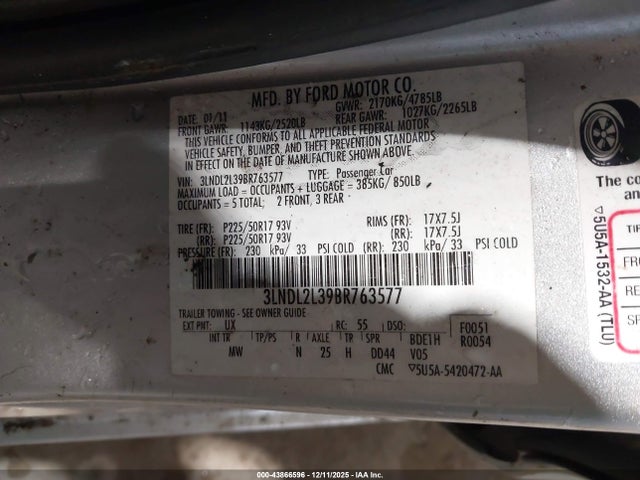 MFD. BY FORD MOTOR CO.
DATE: 01/11 GVWR: 2170KG/4785LB
FRONT GAWR: 1143KG/2520LB REAR GAWR: 1027KG/2265LB
THIS VEHICLE CONFORMS TO ALL APPLICABLE FEDERAL MOTOR
VEHICLE SAFETY, BUMPER, AND THEFT PREVENTION STANDARDS
IN EFFECT ON THE DATE OF MANUFACTURE SHOWN ABOVE.
VIN: 3LNDL2L39BR763577 TYPE: Passenger Car
MAXIMUM LOAD = OCCUPANTS + LUGGAGE = 385KG/850LB
OCCUPANTS = 5 TOTAL; 2 FRONT, 3 REAR
TIRE (FR): P225/50R17 93V RIMS (FR): 17X7.5J
(RR): P225/50R17 93V (RR): 17X7.5J
PRESSURE (FR): 230 kPa/ 33 PSI COLD (RR): 230 kPa/ 33 PSI COLD
3LNDL2L39BR763577
TRAILER TOWING - SEE OWNER GUIDE
EXT PNT: UX RC: 55 DSO: F0051
INT TR TP/PS R AXLE TR SPR BDE1H R0054
MW N 25 H DD44 V05
CMC ▽5U5A-5420472-AA
The co
a
▽5U5A-1532-AA (TLU)
TI
FRO
RE
SP
000-43866596 - 12/11/2025 - IAA Inc.